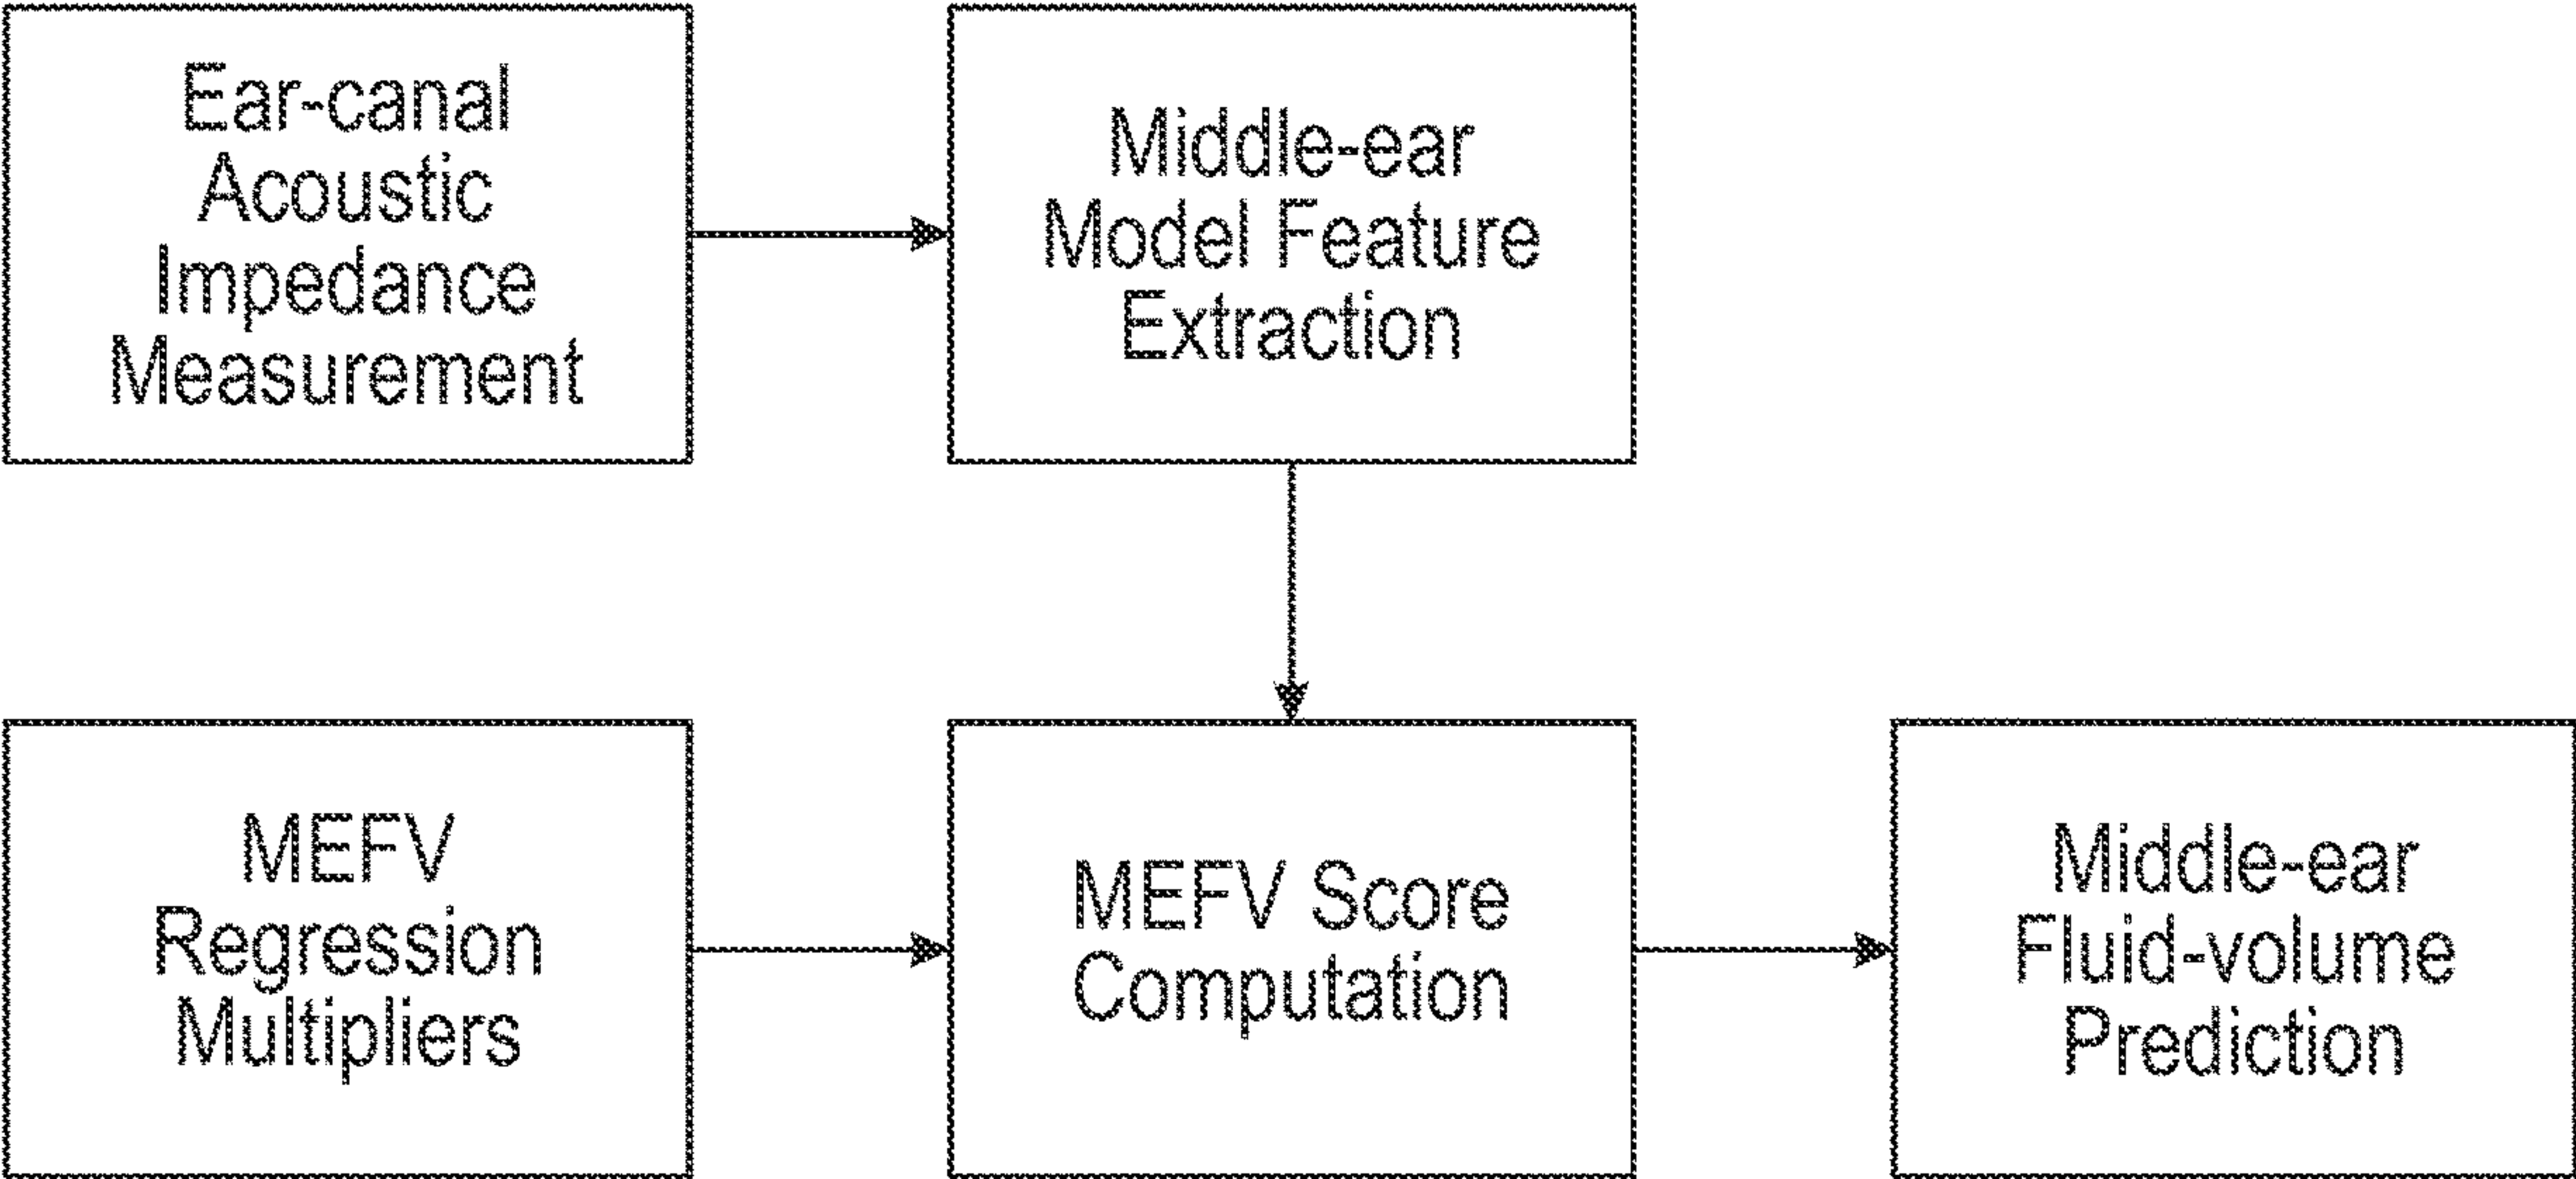 Ear-canal
Acoustic
Impedance
Measurement
Middle-ear
Model Feature
Extraction
MEFV
Regression
Multipliers
MEFV Score
Computation
Middle-ear
Fluid-volume
Prediction